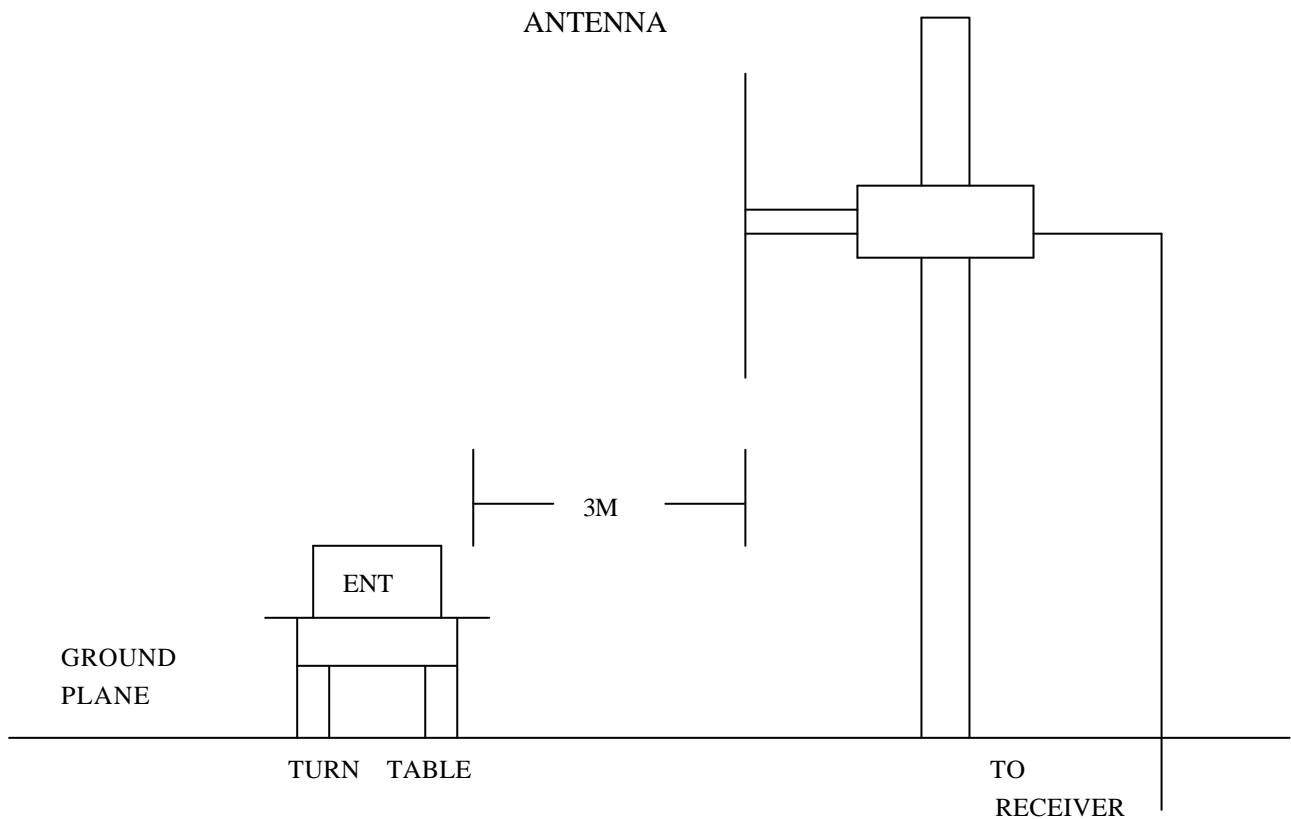 ANTENNA
3M
ENT
GROUND
PLANE
TURN TABLE
TO
RECEIVER